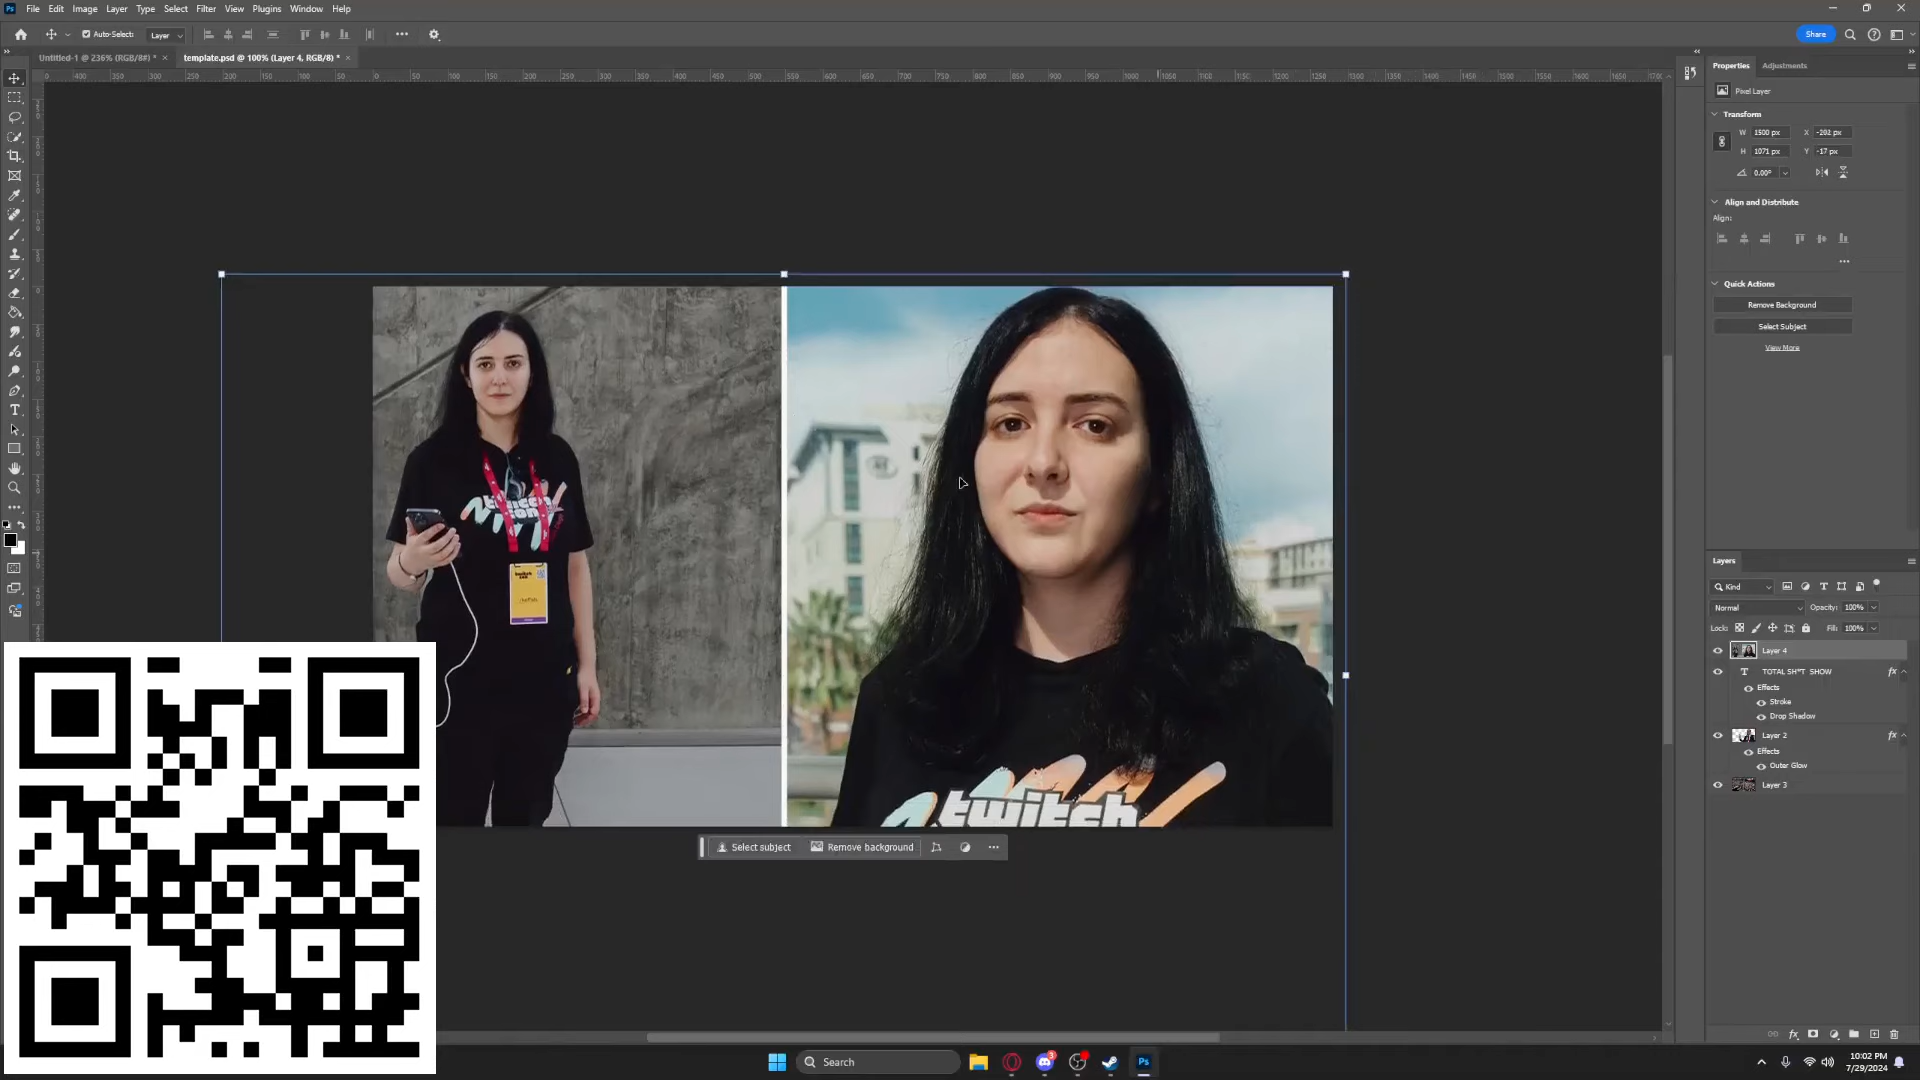 File Edit Image Layer Type Select Filter View Plugins Window Help
Auto-Select: Layer
Share
Untitled-1 @ 236% (RGB/8#) *
template.psd @ 100% (Layer 4, RGB/8) *
Properties Adjustments
Pixel Layer
Transform
W 1500 px X -202 px
H 1071 px Y -17 px
0.00°
Align and Distribute
Align:
Quick Actions
Remove Background
Select Subject
View More
twitch
con
twitch
Select subject Remove background
Layers
Kind
Normal Opacity: 100%
Lock: Fill: 100%
Layer 4
T TOTAL SH*T SHOW fx
Effects
Stroke
Drop Shadow
Layer 2 fx
Effects
Outer Glow
Layer 3
Search
10:02 PM
7/29/2024